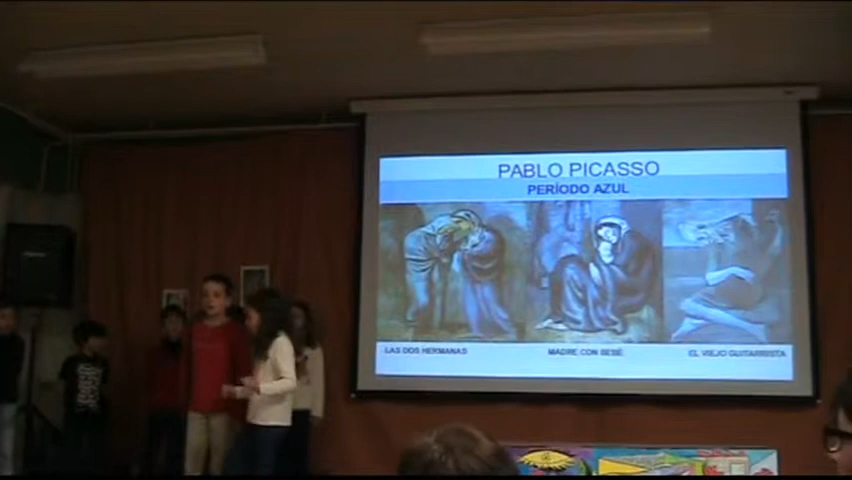 PABLO PICASSO
PERÍODO AZUL
LAS DOS HERMANAS
MADRE CON BEBÉ
EL VIEJO GUITARRISTA